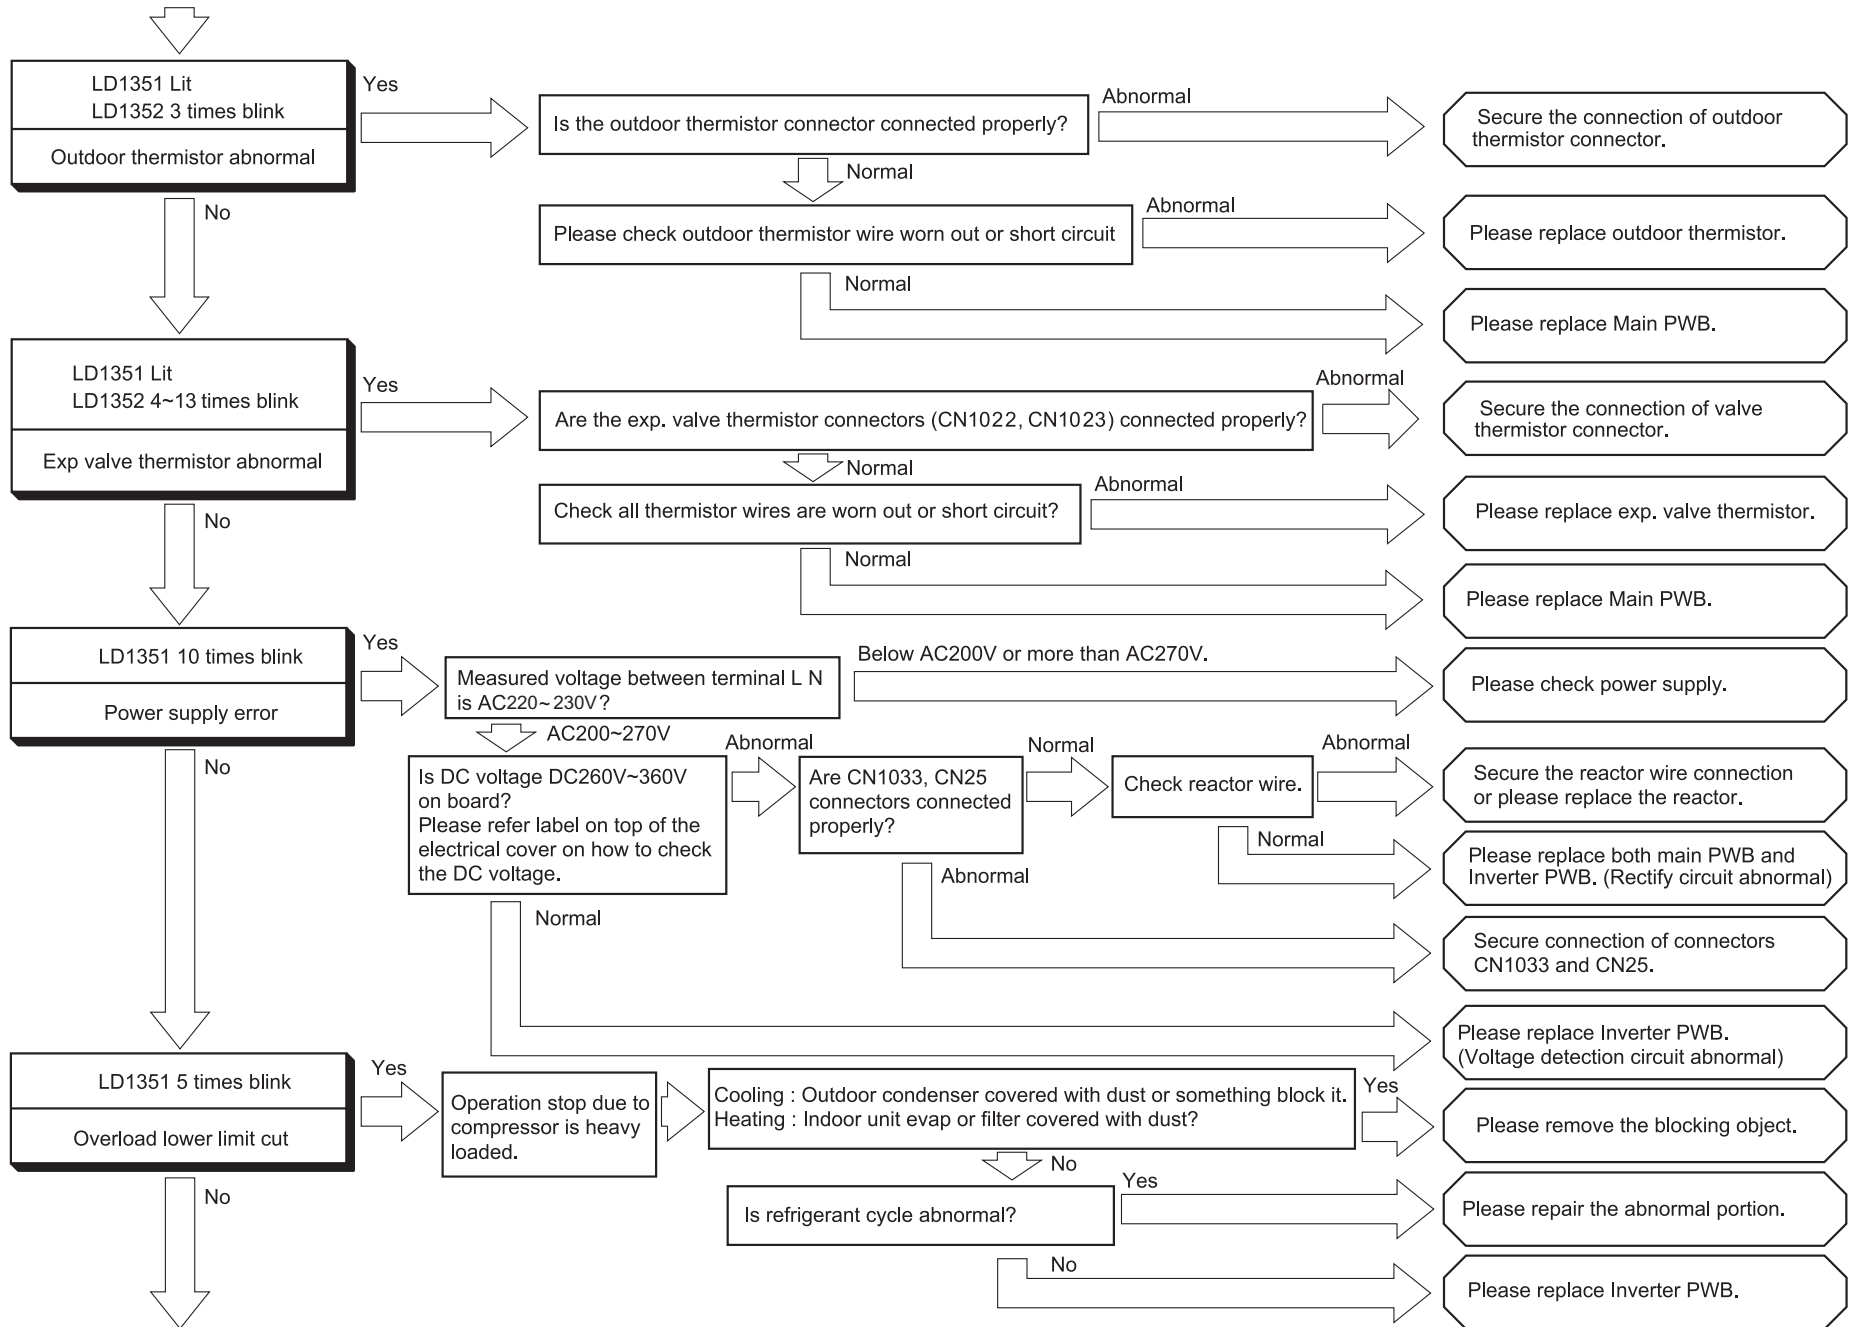 LD1351 Lit
LD1352 3 times blink
Outdoor thermistor abnormal
Yes
Is the outdoor thermistor connector connected properly?
Abnormal
Secure the connection of outdoor
thermistor connector.
Normal
No
Please check outdoor thermistor wire worn out or short circuit
Abnormal
Please replace outdoor thermistor.
Normal
Please replace Main PWB.
LD1351 Lit
LD1352 4~13 times blink
Exp valve thermistor abnormal
Yes
Are the exp. valve thermistor connectors (CN1022, CN1023) connected properly?
Abnormal
Secure the connection of valve
thermistor connector.
Normal
No
Check all thermistor wires are worn out or short circuit?
Abnormal
Please replace exp. valve thermistor.
Normal
Please replace Main PWB.
LD1351 10 times blink
Power supply error
Yes
Measured voltage between terminal L N
is AC220~230V?
Below AC200V or more than AC270V.
Please check power supply.
AC200~270V
No
Is DC voltage DC260V~360V
on board?
Please refer label on top of the
electrical cover on how to check
the DC voltage.
Abnormal
Are CN1033, CN25
connectors connected
properly?
Normal
Check reactor wire.
Abnormal
Secure the reactor wire connection
or please replace the reactor.
Normal
Please replace both main PWB and
Inverter PWB. (Rectify circuit abnormal)
Abnormal
Secure connection of connectors
CN1033 and CN25.
Normal
Please replace Inverter PWB.
(Voltage detection circuit abnormal)
LD1351 5 times blink
Overload lower limit cut
Yes
Operation stop due to
compressor is heavy
loaded.
Cooling : Outdoor condenser covered with dust or something block it.
Heating : Indoor unit evap or filter covered with dust?
Yes
Please remove the blocking object.
No
No
Is refrigerant cycle abnormal?
Yes
Please repair the abnormal portion.
No
Please replace Inverter PWB.